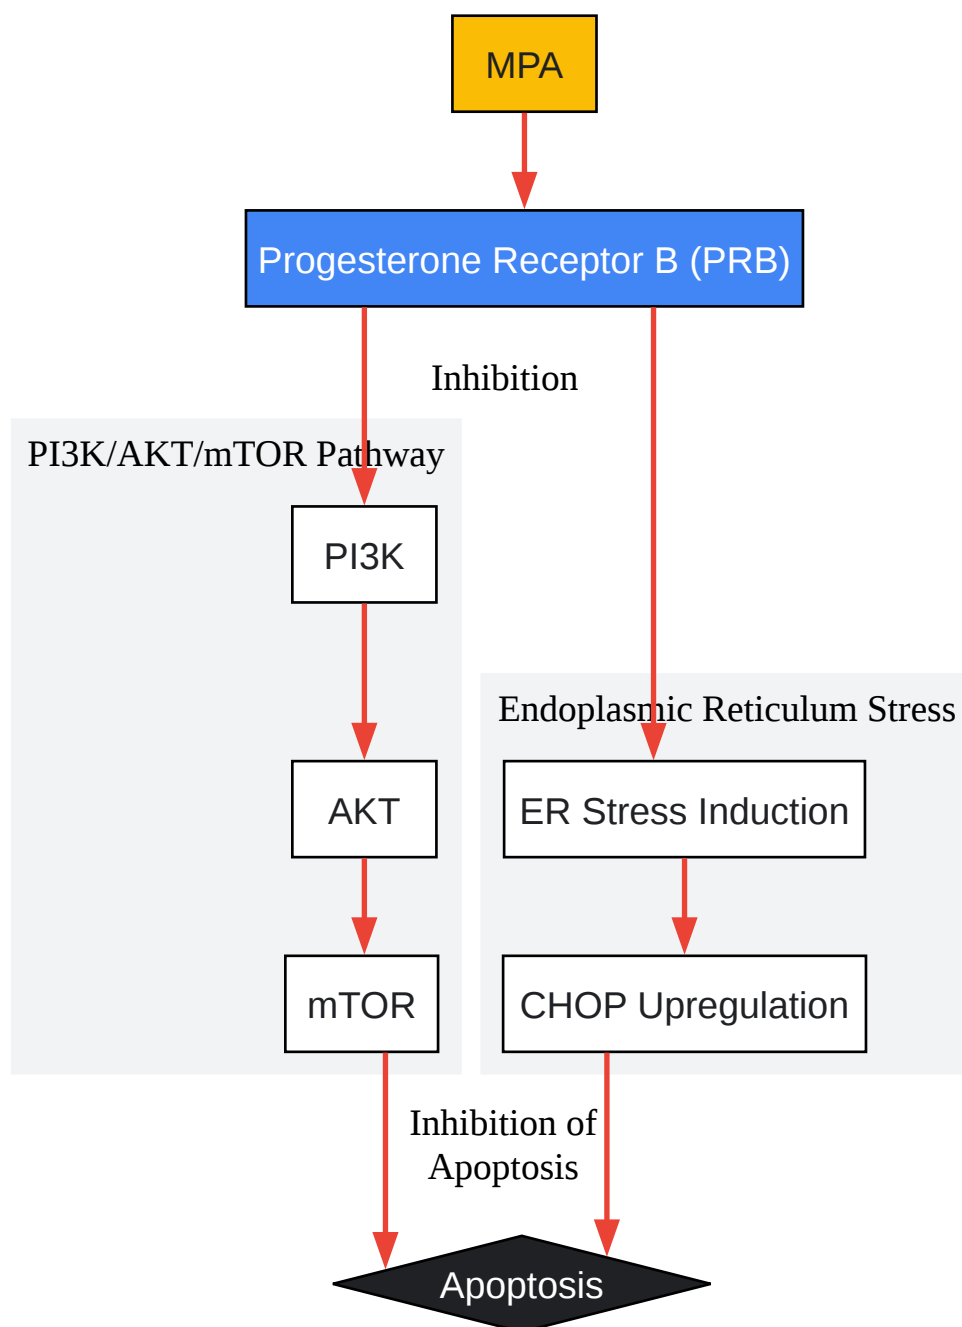 MPA
Progesterone Receptor B (PRB)
Inhibition
PI3K/AKT/mTOR Pathway
PI3K
Endoplasmic Reticulum Stress
AKT
ER Stress Induction
mTOR
CHOP Upregulation
Inhibition of
Apoptosis
Apoptosis